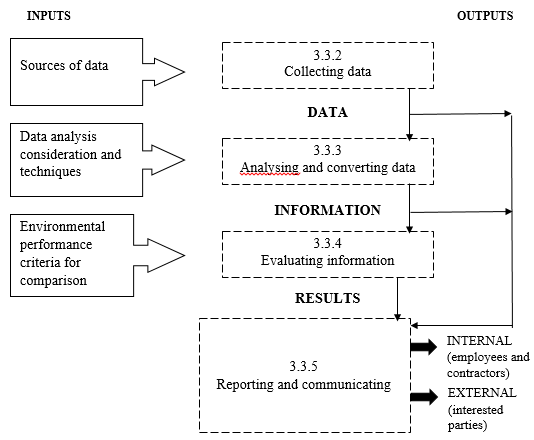 INPUTS
OUTPUTS
Sources of data
3.3.2
Collecting data
DATA
Data analysis
consideration and
techniques
3.3.3
Analysing and converting data
INFORMATION
Environmental
performance
criteria for
comparison
3.3.4
Evaluating information
RESULTS
3.3.5
Reporting and communicating
INTERNAL
(employees and
contractors)
EXTERNAL
(interested
parties)